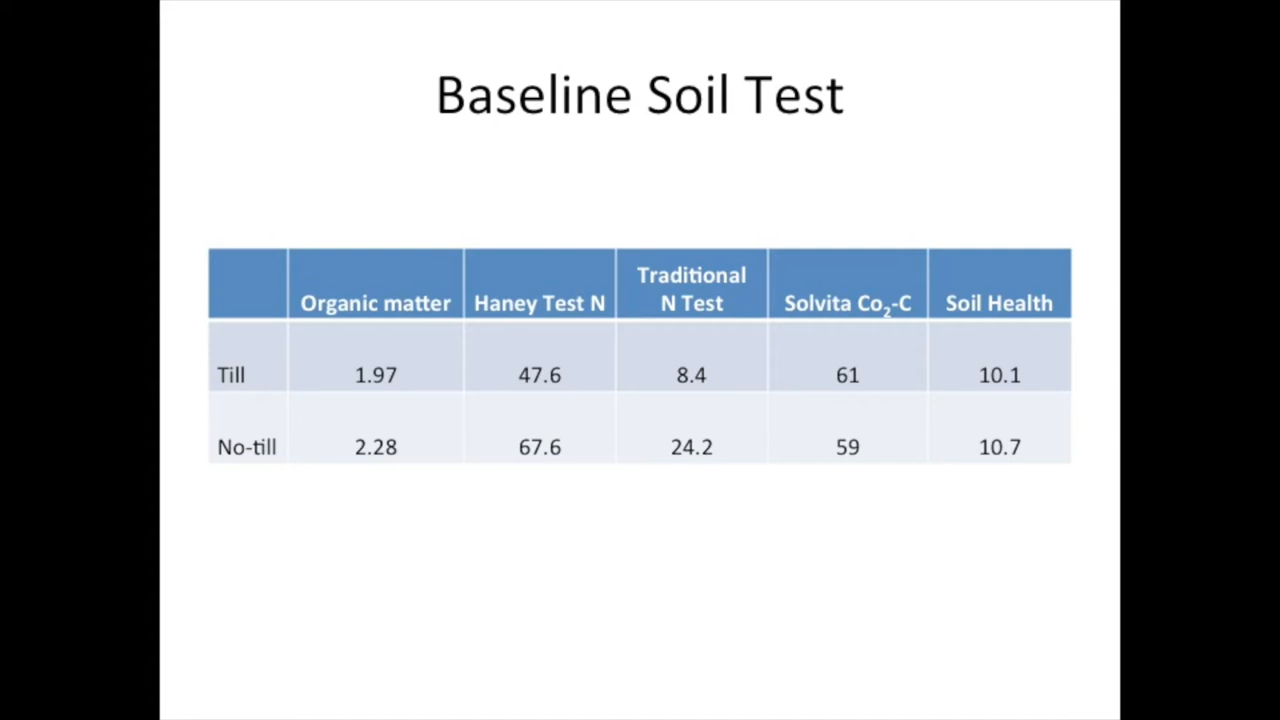 Baseline Soil Test
Traditional
Organic matter Haney Test N N Test Solvita Co₂-C Soil Health
Till 1.97 47.6 8.4 61 10.1
No-till 2.28 67.6 24.2 59 10.7